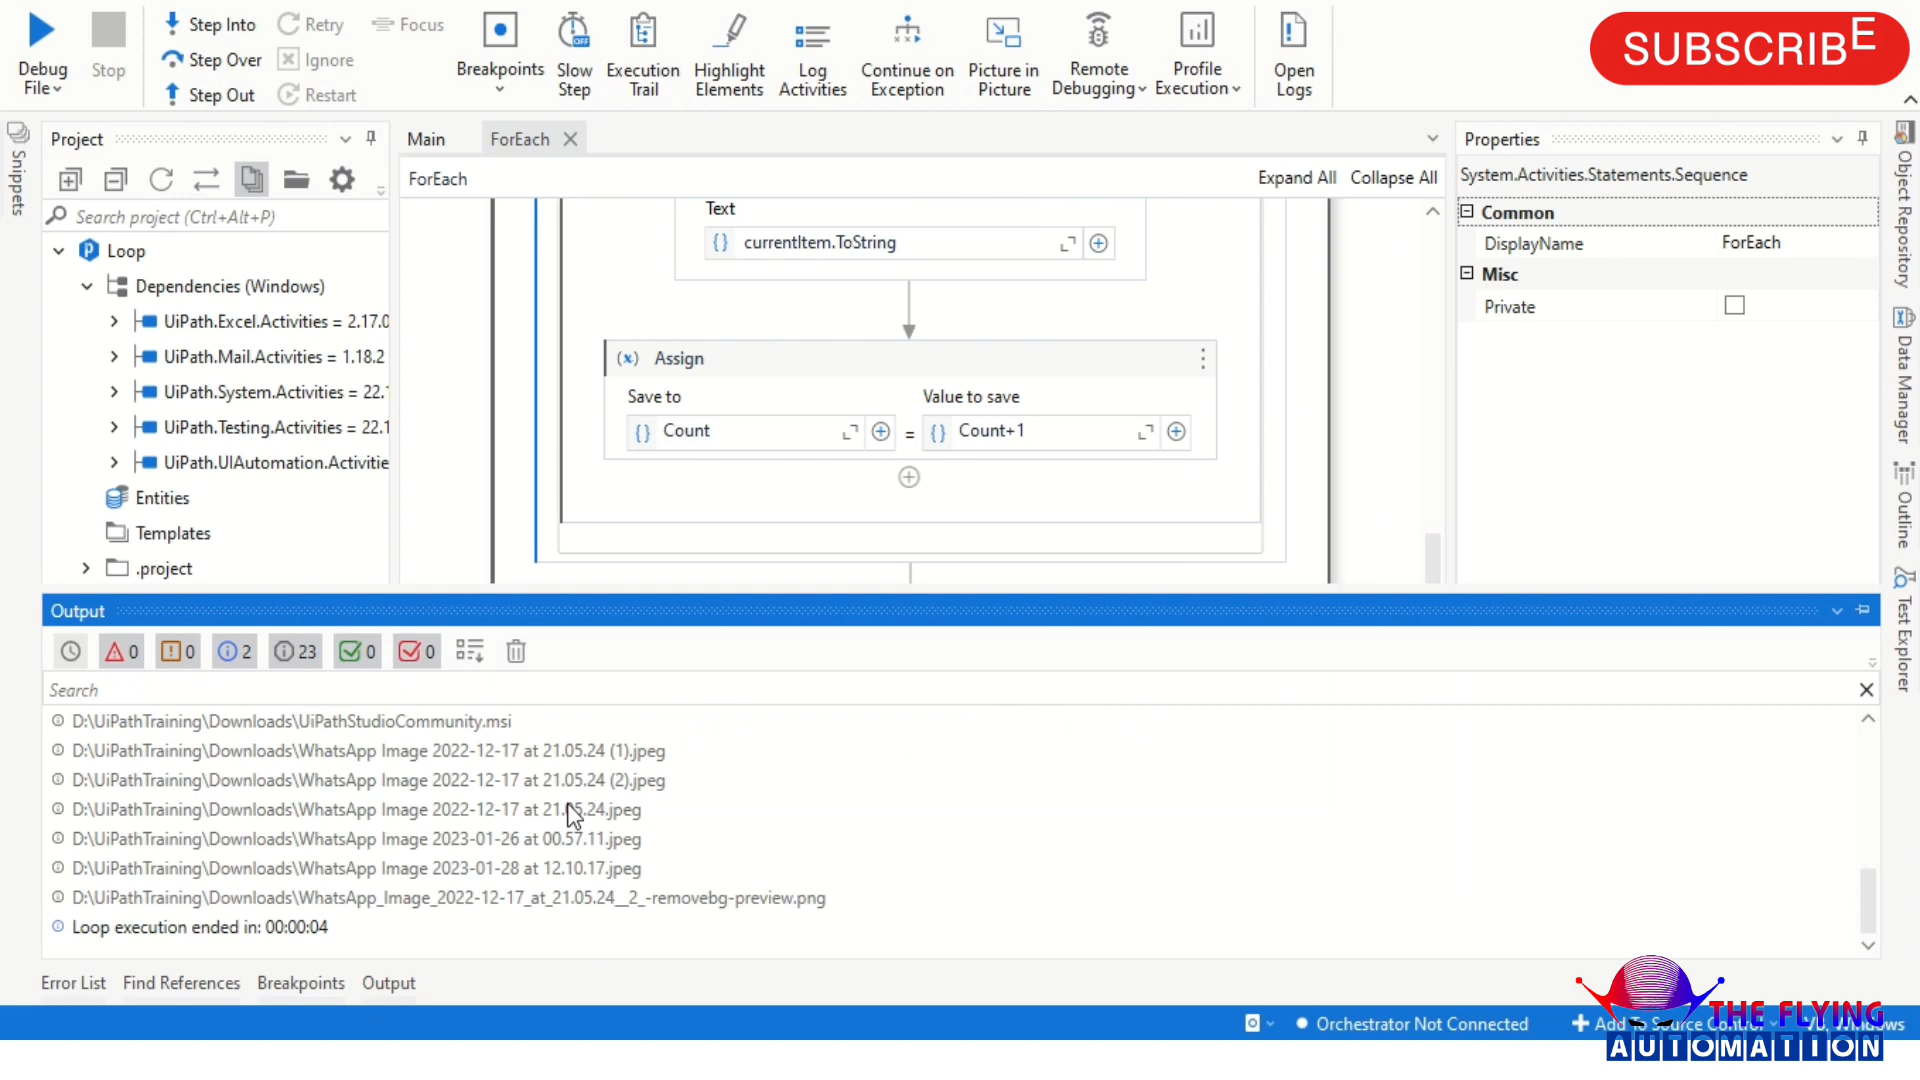 Debug File
Stop
Step Into
Step Over
Step Out
Retry
Ignore
Restart
Focus
Breakpoints
Slow Step
Execution Trail
Highlight Elements
Log Activities
Continue on Exception
Picture in Picture
Remote Debugging
Profile Execution
Open Logs
SUBSCRIBE
Snippets
Project
Search project (Ctrl+Alt+P)
Loop
Dependencies (Windows)
UiPath.Excel.Activities = 2.17.0
UiPath.Mail.Activities = 1.18.2
UiPath.System.Activities = 22.1
UiPath.Testing.Activities = 22.1
UiPath.UIAutomation.Activitie
Entities
Templates
.project
Main
ForEach
ForEach
Expand All
Collapse All
Text
{} currentItem.ToString
(x) Assign
Save to
Value to save
{} Count
=
{} Count+1
Properties
System.Activities.Statements.Sequence
Common
DisplayName ForEach
Misc
Private
Object Repository
Data Manager
Outline
Test Explorer
Output
0
0
2
23
0
0
Search
D:\UiPathTraining\Downloads\UiPathStudioCommunity.msi
D:\UiPathTraining\Downloads\WhatsApp Image 2022-12-17 at 21.05.24 (1).jpeg
D:\UiPathTraining\Downloads\WhatsApp Image 2022-12-17 at 21.05.24 (2).jpeg
D:\UiPathTraining\Downloads\WhatsApp Image 2022-12-17 at 21.05.24.jpeg
D:\UiPathTraining\Downloads\WhatsApp Image 2023-01-26 at 00.57.11.jpeg
D:\UiPathTraining\Downloads\WhatsApp Image 2023-01-28 at 12.10.17.jpeg
D:\UiPathTraining\Downloads\WhatsApp_Image_2022-12-17_at_21.05.24__2_-removebg-preview.png
Loop execution ended in: 00:00:04
Error List
Find References
Breakpoints
Output
Orchestrator Not Connected
Add To Source Control
VB, Windows
THE FLYING
AUTOMATION